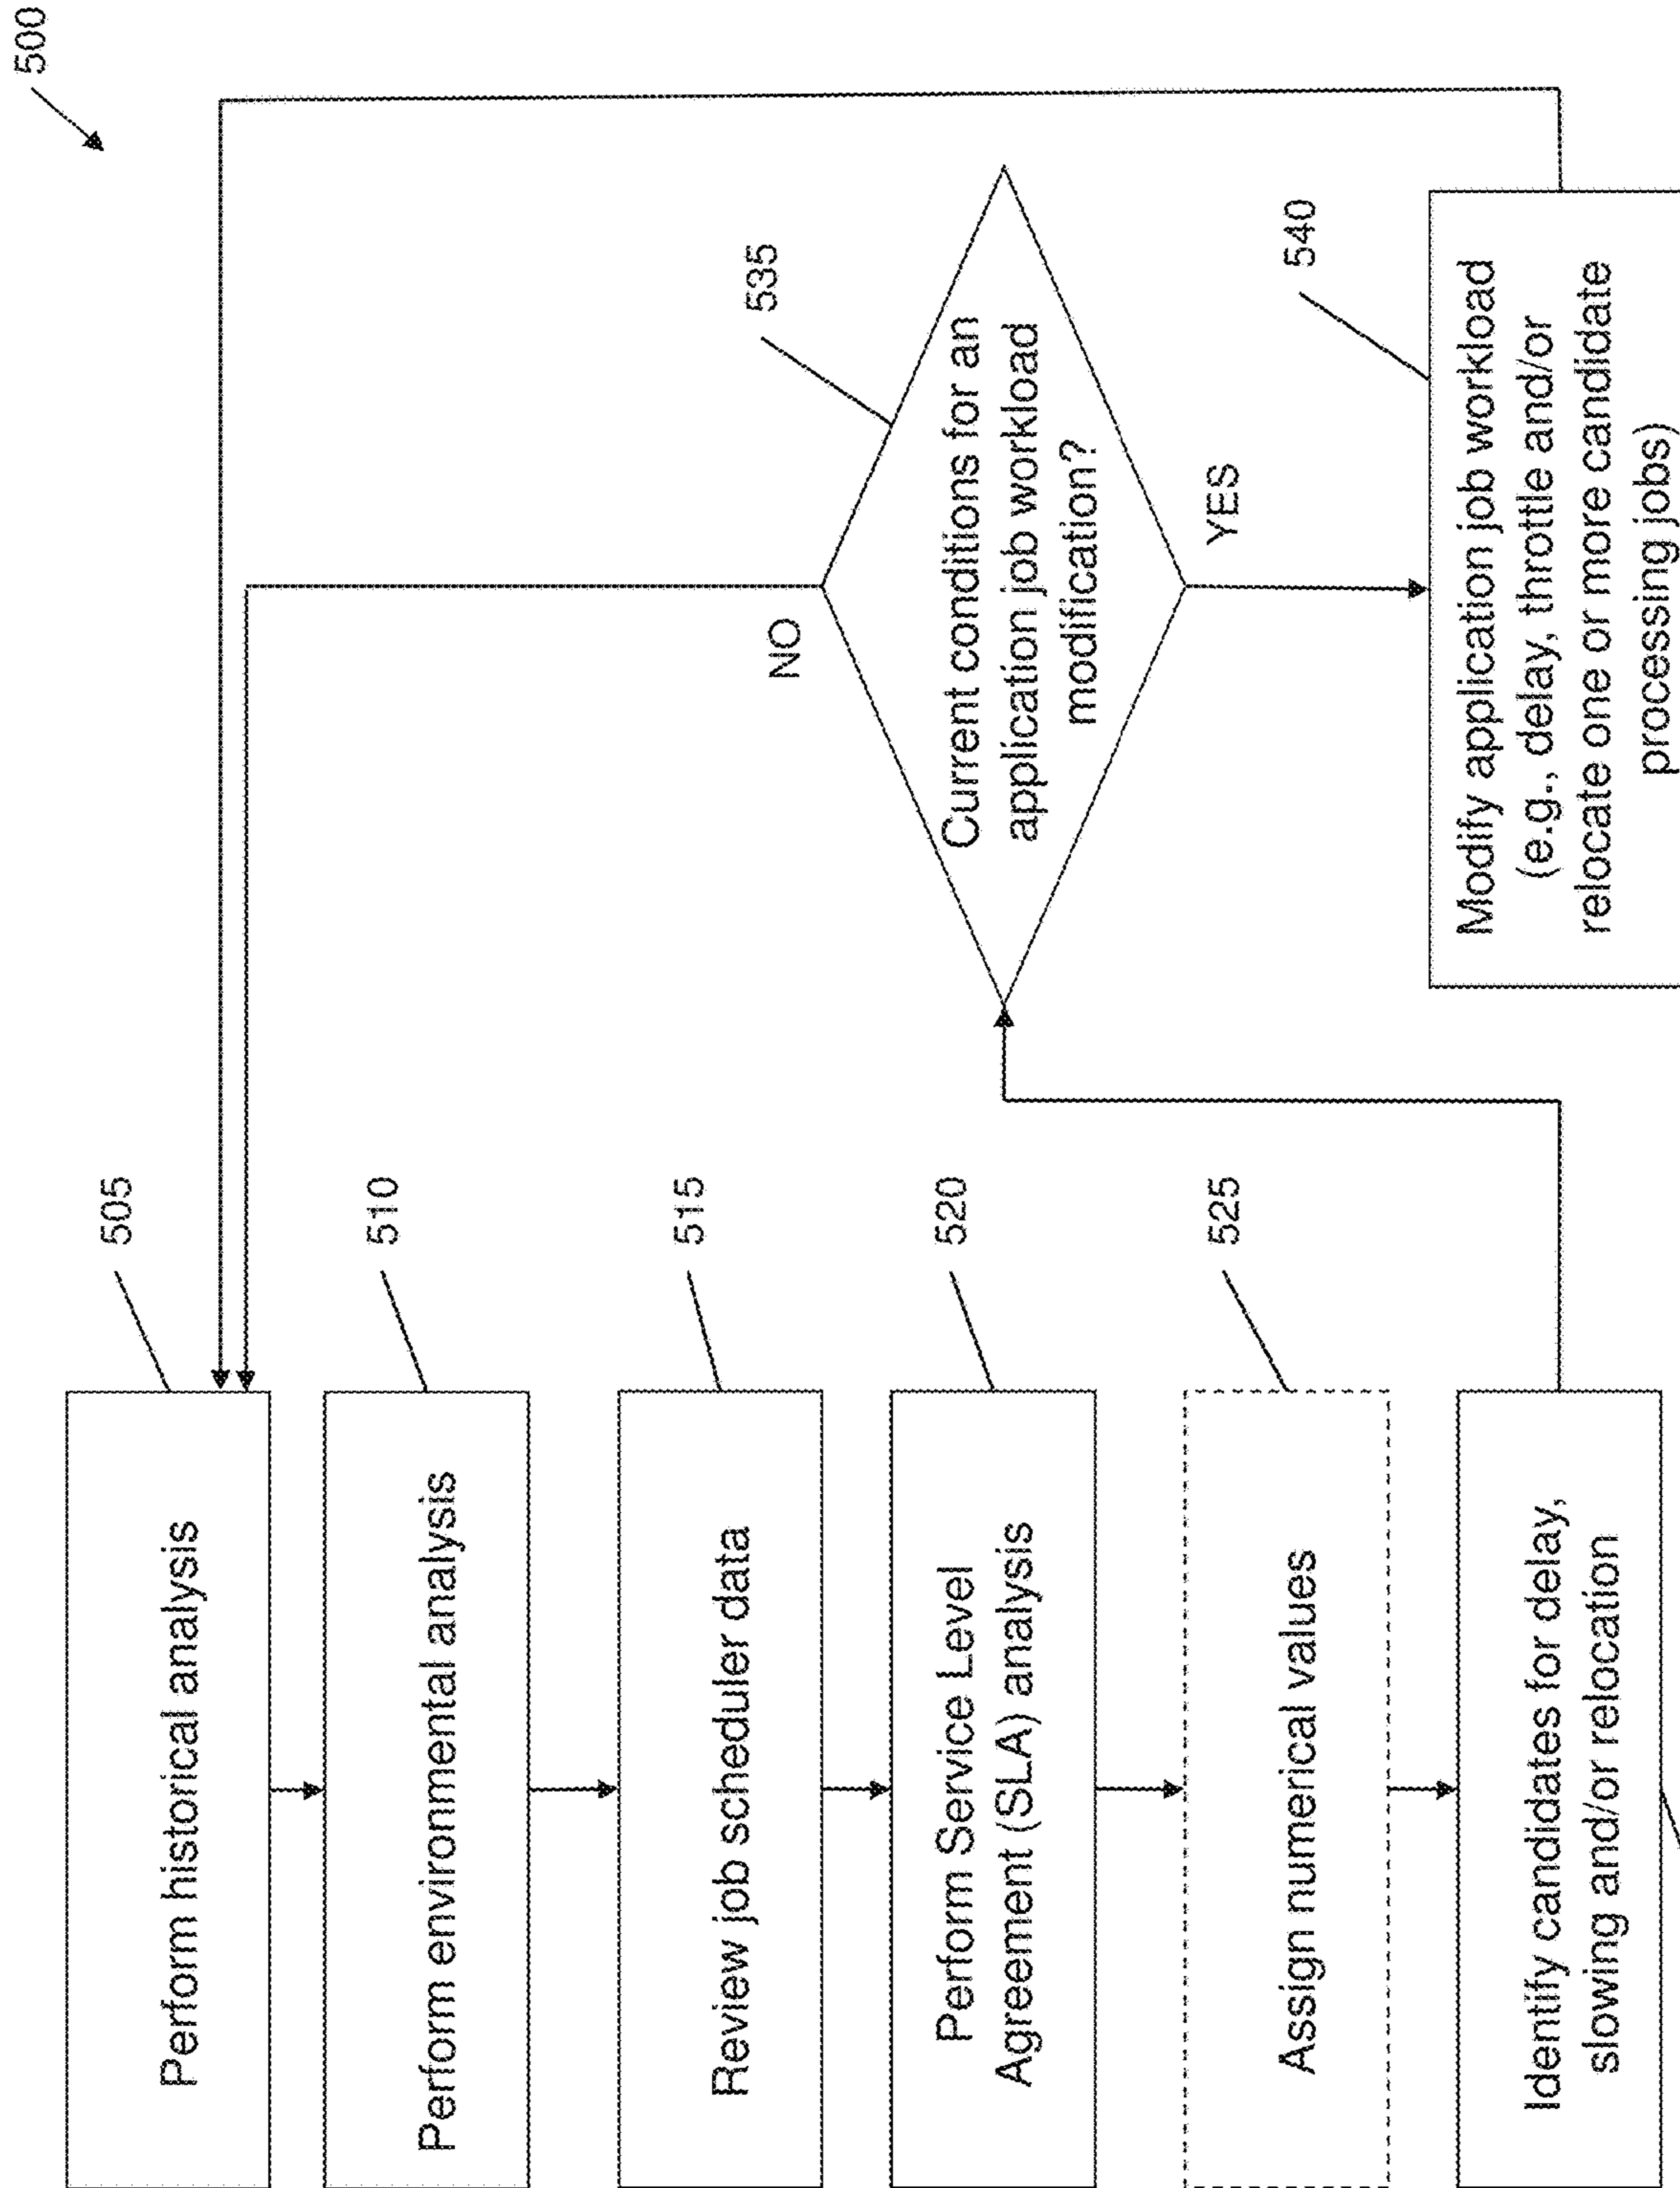 500
Perform historical analysis
505
Perform environmental analysis
510
Review job scheduler data
515
Perform Service Level
Agreement (SLA) analysis
520
Assign numerical values
525
Identify candidates for delay,
slowing and/or relocation
NO
535
Current conditions for an
application job workload
modification?
YES
540
Modify application job workload
(e.g., delay, throttle and/or
relocate one or more candidate
processing jobs)